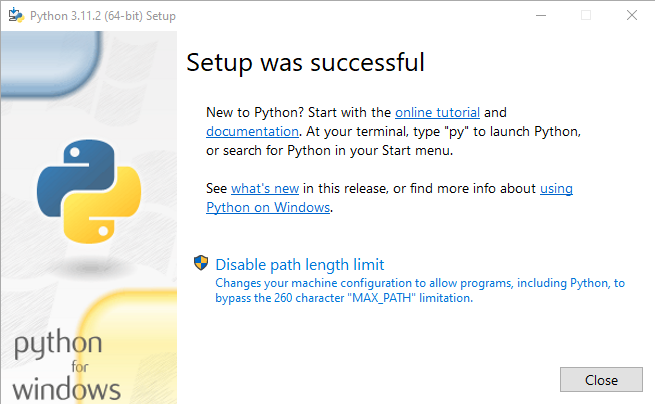 Python 3.11.2 (64-bit) Setup
Setup was successful
New to Python? Start with the online tutorial and
documentation. At your terminal, type "py" to launch Python,
or search for Python in your Start menu.
See what's new in this release, or find more info about using
Python on Windows.
Disable path length limit
Changes your machine configuration to allow programs, including Python, to
bypass the 260 character "MAX_PATH" limitation.
python
for
windows
Close